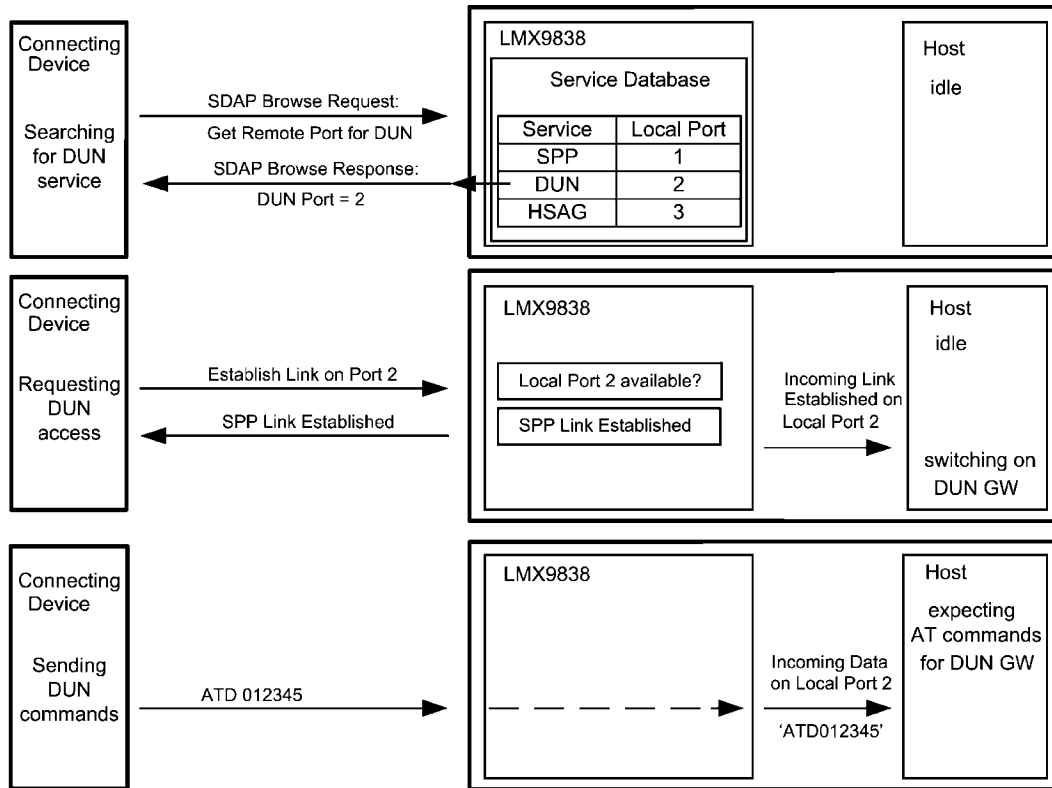 Connecting
Device
Searching
for DUN
service
SDAP Browse Request:
Get Remote Port for DUN
SDAP Browse Response:
DUN Port = 2
LMX9838
Service Database
Service Local Port
SPP 1
DUN 2
HSAG 3
Host
idle
Connecting
Device
Requesting
DUN
access
Establish Link on Port 2
SPP Link Established
LMX9838
Local Port 2 available?
SPP Link Established
Incoming Link
Established on
Local Port 2
Host
idle
switching on
DUN GW
Connecting
Device
Sending
DUN
commands
ATD 012345
LMX9838
Incoming Data
on Local Port 2
‘ATD012345’
Host
expecting
AT commands
for DUN GW